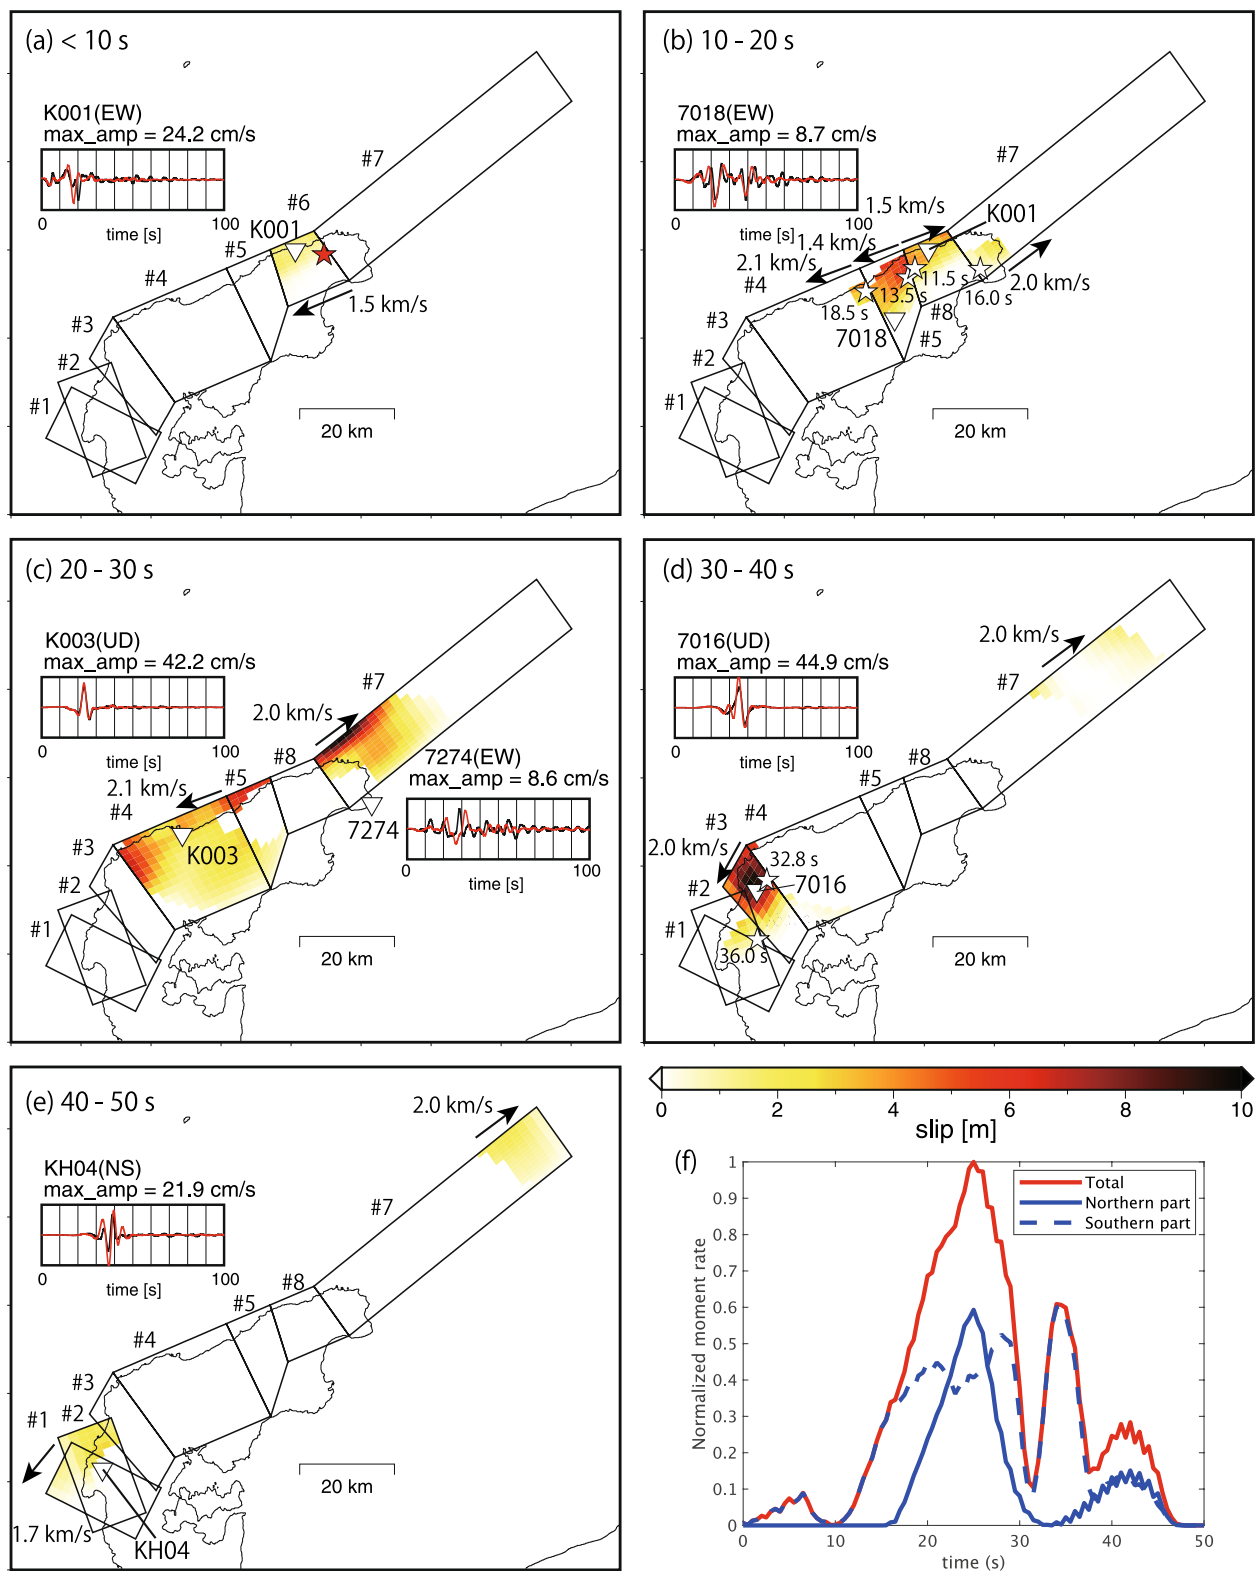 (a) < 10 s
K001(EW)
max_amp = 24.2 cm/s
0
100
time [s]
#7
#6
K001
#5
#4
#3
#2
#1
1.5 km/s
20 km
(b) 10 - 20 s
7018(EW)
max_amp = 8.7 cm/s
0
100
time [s]
#7
1.5 km/s
K001
1.4 km/s
2.1 km/s
2.0 km/s
#4
11.5 s
13.5 s
16.0 s
18.5 s
#8
7018
#5
#3
#2
#1
20 km
(c) 20 - 30 s
K003(UD)
max_amp = 42.2 cm/s
0
100
time [s]
#7
2.0 km/s
#8
7274(EW)
max_amp = 8.6 cm/s
0
100
time [s]
2.1 km/s
#5
#4
7274
K003
#3
#2
#1
20 km
(d) 30 - 40 s
7016(UD)
max_amp = 44.9 cm/s
0
100
time [s]
2.0 km/s
#7
#8
#5
#4
#3
2.0 km/s
32.8 s
#2
7016
#1
36.0 s
20 km
(e) 40 - 50 s
KH04(NS)
max_amp = 21.9 cm/s
0
100
time [s]
2.0 km/s
#7
#8
#5
#4
#3
#2
#1
1.7 km/s
KH04
20 km
0 2 4 6 8 10
slip [m]
(f)
Total
Northern part
Southern part
Normalized moment rate
1
0.9
0.8
0.7
0.6
0.5
0.4
0.3
0.2
0.1
0
0 10 20 30 40 50
time (s)